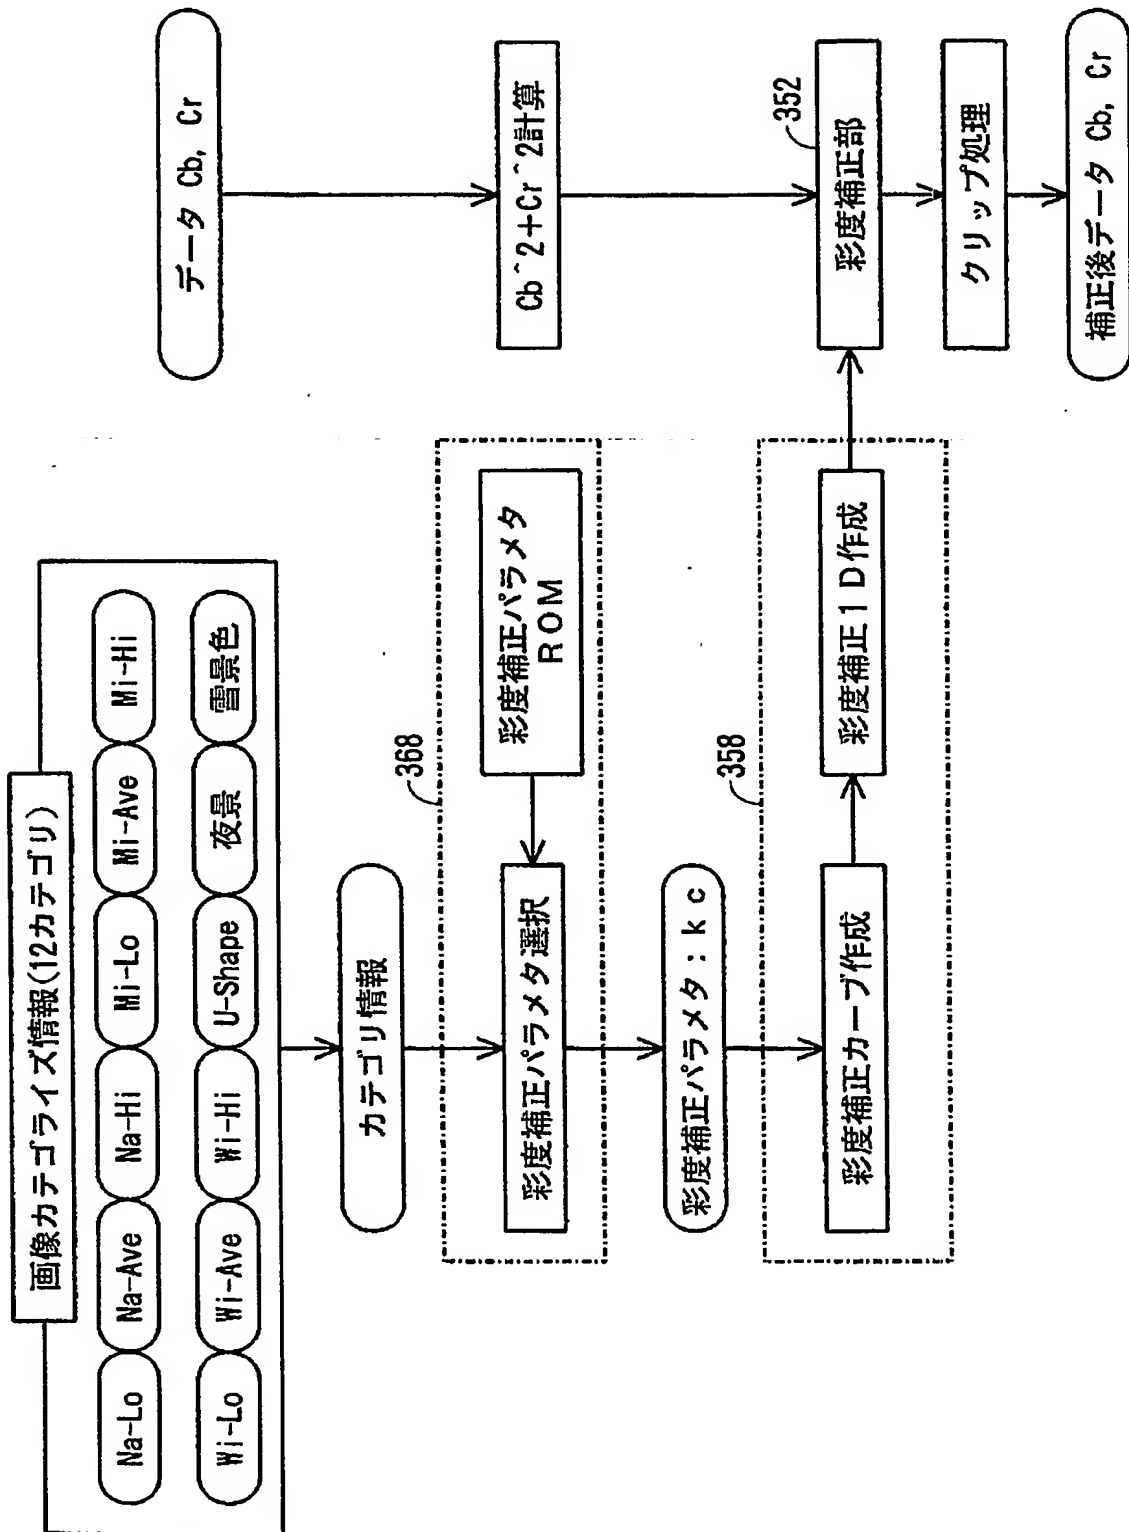 画像カテゴライズ情報(12カテゴリ)
Na-Lo
Na-Ave
Na-Hi
Mi-Lo
Mi-Ave
Mi-Hi
Wi-Lo
Wi-Ave
Wi-Hi
U-Shape
夜景
雪景色
カテゴリ情報
368
彩度補正パラメタ選択
彩度補正パラメタ
ROM
彩度補正パラメタ:kc
358
彩度補正カーブ作成
彩度補正1D作成
データ Cb, Cr
Cb^2+Cr^2計算
352
彩度補正部
クリップ処理
補正後データ Cb, Cr